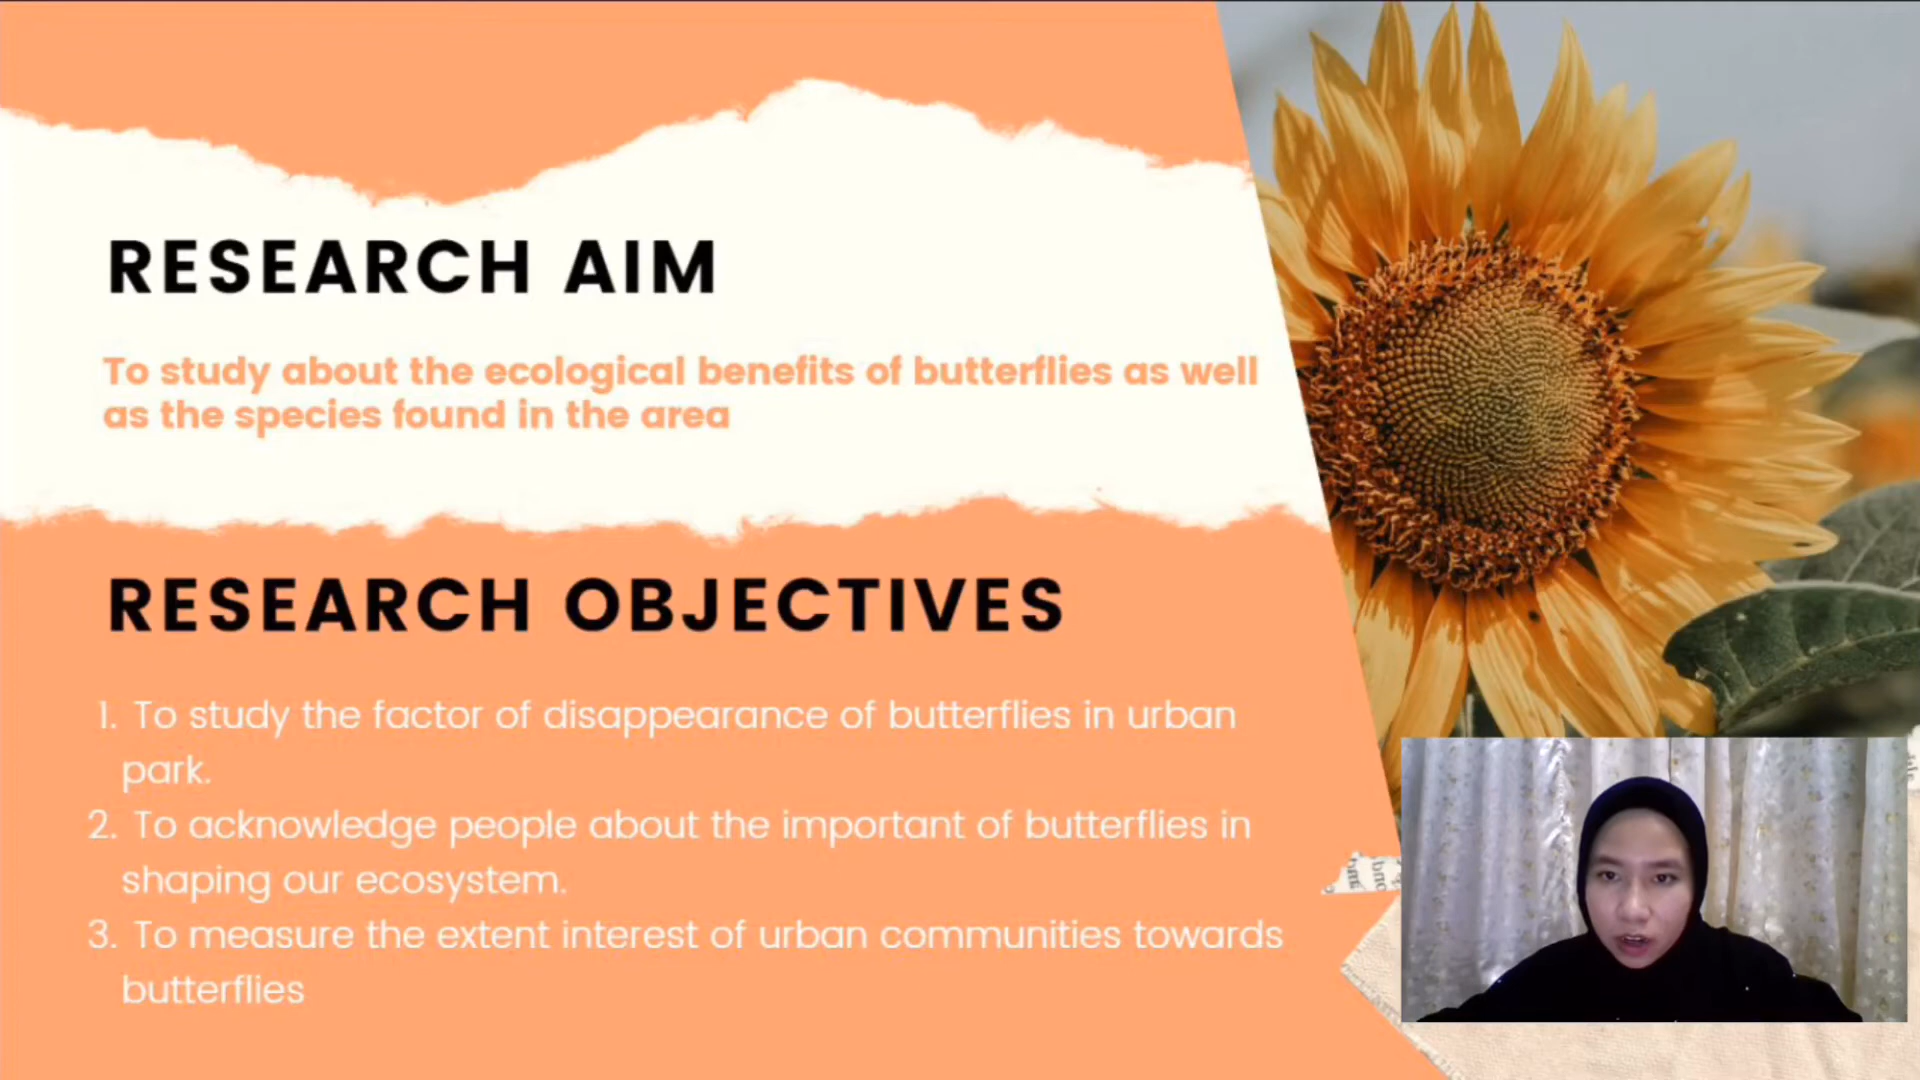 RESEARCH AIM
To study about the ecological benefits of butterflies as well
as the species found in the area
RESEARCH OBJECTIVES
1. To study the factor of disappearance of butterflies in urban
park.
2. To acknowledge people about the important of butterflies in
shaping our ecosystem.
3. To measure the extent interest of urban communities towards
butterflies